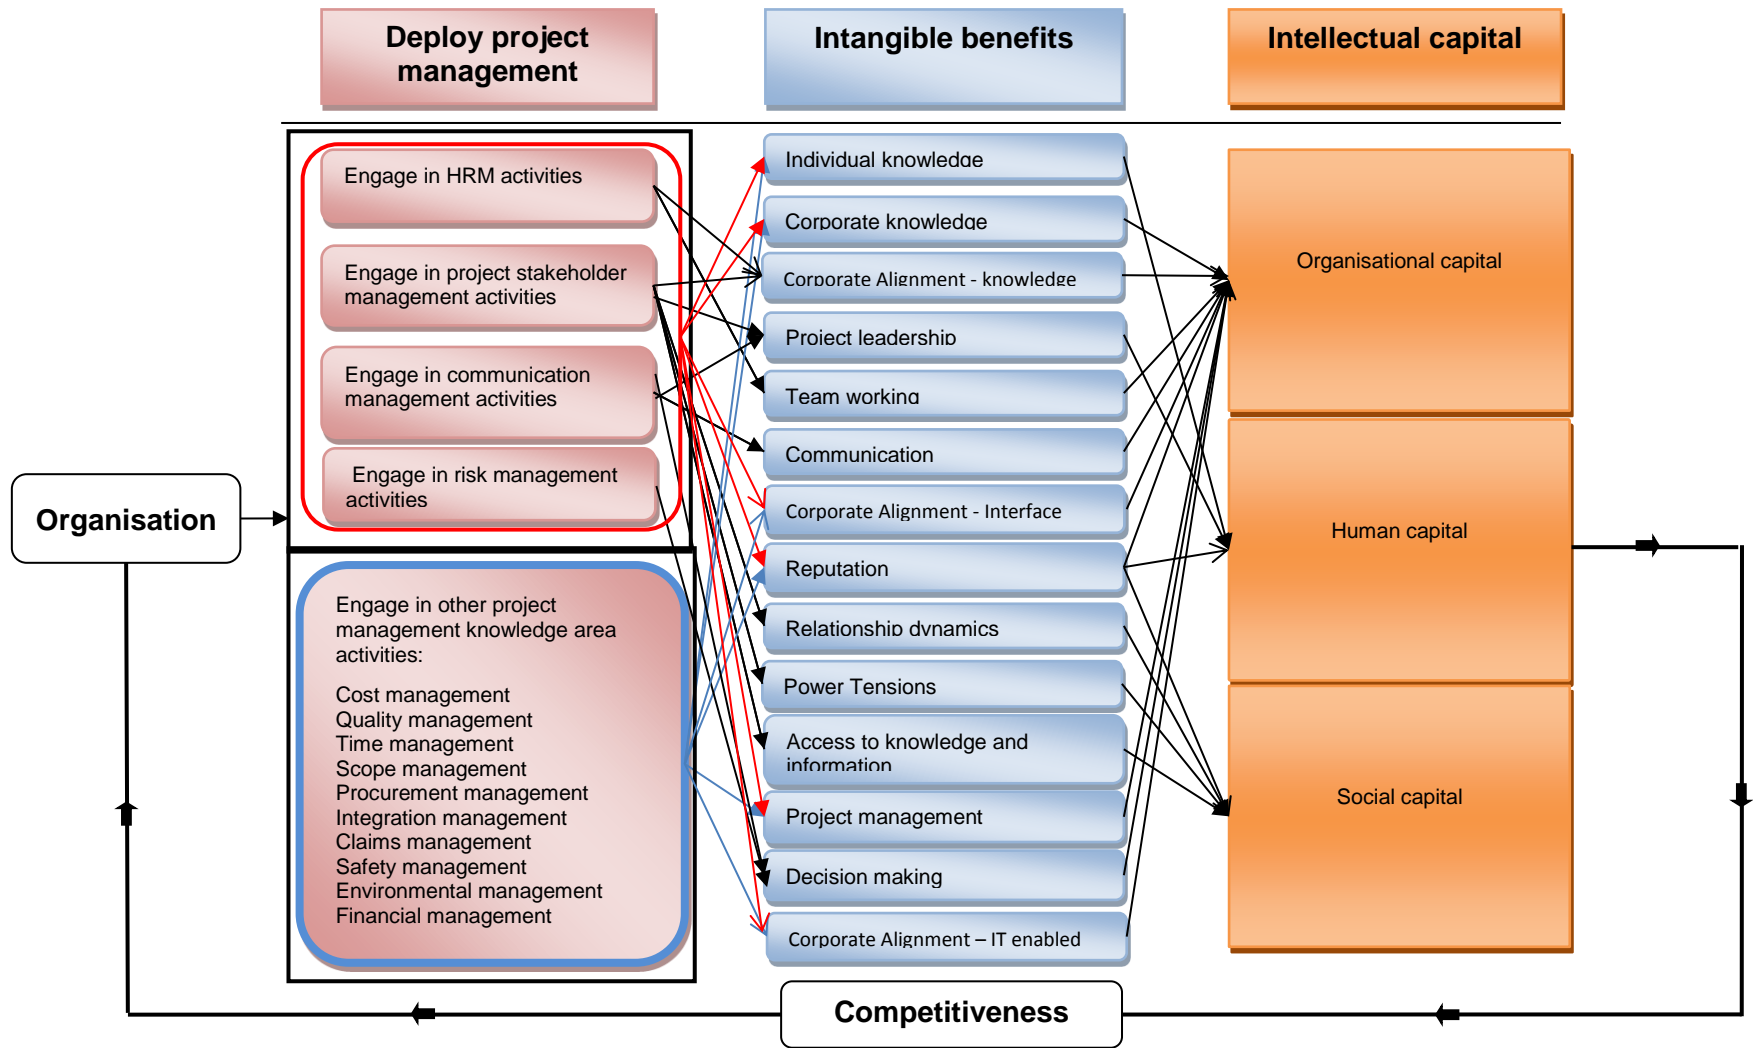 Deploy project
management
Intangible benefits
Intellectual capital
Engage in HRM activities
Engage in project stakeholder
management activities
Engage in communication
management activities
Engage in risk management
activities
Organisation
Engage in other project
management knowledge area
activities:
Cost management
Quality management
Time management
Scope management
Procurement management
Integration management
Claims management
Safety management
Environmental management
Financial management
Individual knowledge
Corporate knowledge
Corporate Alignment - knowledge
Project leadership
Team working
Communication
Corporate Alignment - Interface
Reputation
Relationship dynamics
Power Tensions
Access to knowledge and
information
Project management
Decision making
Corporate Alignment – IT enabled
Organisational capital
Human capital
Social capital
Competitiveness